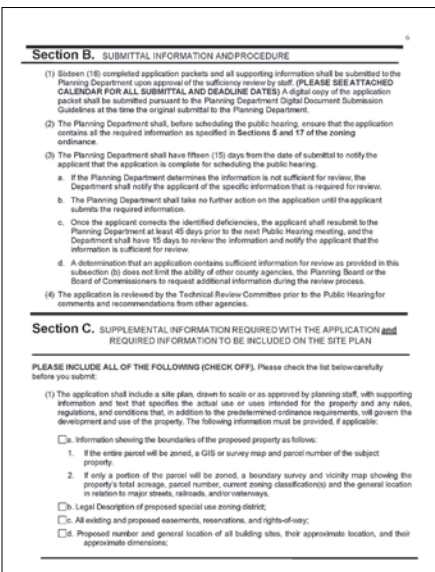 6
Section B. SUBMITTAL INFORMATION AND PROCEDURE
(1) Sixteen (16) completed application packets and all supporting information shall be submitted to the
Planning Department upon approval of the sufficiency review by staff. (PLEASE SEE ATTACHED
CALENDAR FOR ALL SUBMITTAL AND DEADLINE DATES) A digital copy of the application
packet shall be submitted pursuant to the Planning Department Digital Document Submission
Guidelines at the time the original submittal to the Planning Department.
(2) The Planning Department shall, before scheduling the public hearing, ensure that the application
contains all the required information as specified in Sections 5 and 17 of the zoning
ordinance.
(3) The Planning Department shall have fifteen (15) days from the date of submittal to notify the
applicant that the application is complete for scheduling the public hearing.
a. If the Planning Department determines the information is not sufficient for review, the
Department shall notify the applicant of the specific information that is required for review.
b. The Planning Department shall take no further action on the application until the applicant
submits the required information.
c. Once the applicant corrects the identified deficiencies, the applicant shall resubmit to the
Planning Department at least 45 days prior to the next Public Hearing meeting, and the
Department shall have 15 days to review the information and notify the applicant that the
information is sufficient for review.
d. A determination that an application contains sufficient information for review as provided in this
subsection (b) does not limit the ability of other county agencies, the Planning Board or the
Board of Commissioners to request additional information during the review process.
(4) The application is reviewed by the Technical Review Committee prior to the Public Hearing for
comments and recommendations from other agencies.
Section C. SUPPLEMENTAL INFORMATION REQUIRED WITH THE APPLICATION and
REQUIRED INFORMATION TO BE INCLUDED ON THE SITE PLAN
PLEASE INCLUDE ALL OF THE FOLLOWING (CHECK OFF). Please check the list below carefully
before you submit:
(1) The application shall include a site plan, drawn to scale or as approved by planning staff, with supporting
information and text that specifies the actual use or uses intended for the property and any rules,
regulations, and conditions that, in addition to the predetermined ordinance requirements, will govern the
development and use of the property. The following information must be provided, if applicable:
a. Information showing the boundaries of the proposed property as follows:
1. If the entire parcel will be zoned, a GIS or survey map and parcel number of the subject
property.
2. If only a portion of the parcel will be zoned, a boundary survey and vicinity map showing the
property's total acreage, parcel number, current zoning classification(s) and the general location
in relation to major streets, railroads, and/or waterways,
b. Legal Description of proposed special use zoning district;
c. All existing and proposed easements, reservations, and rights-of-way;
d. Proposed number and general location of all building sites, their approximate location, and their
approximate dimensions;